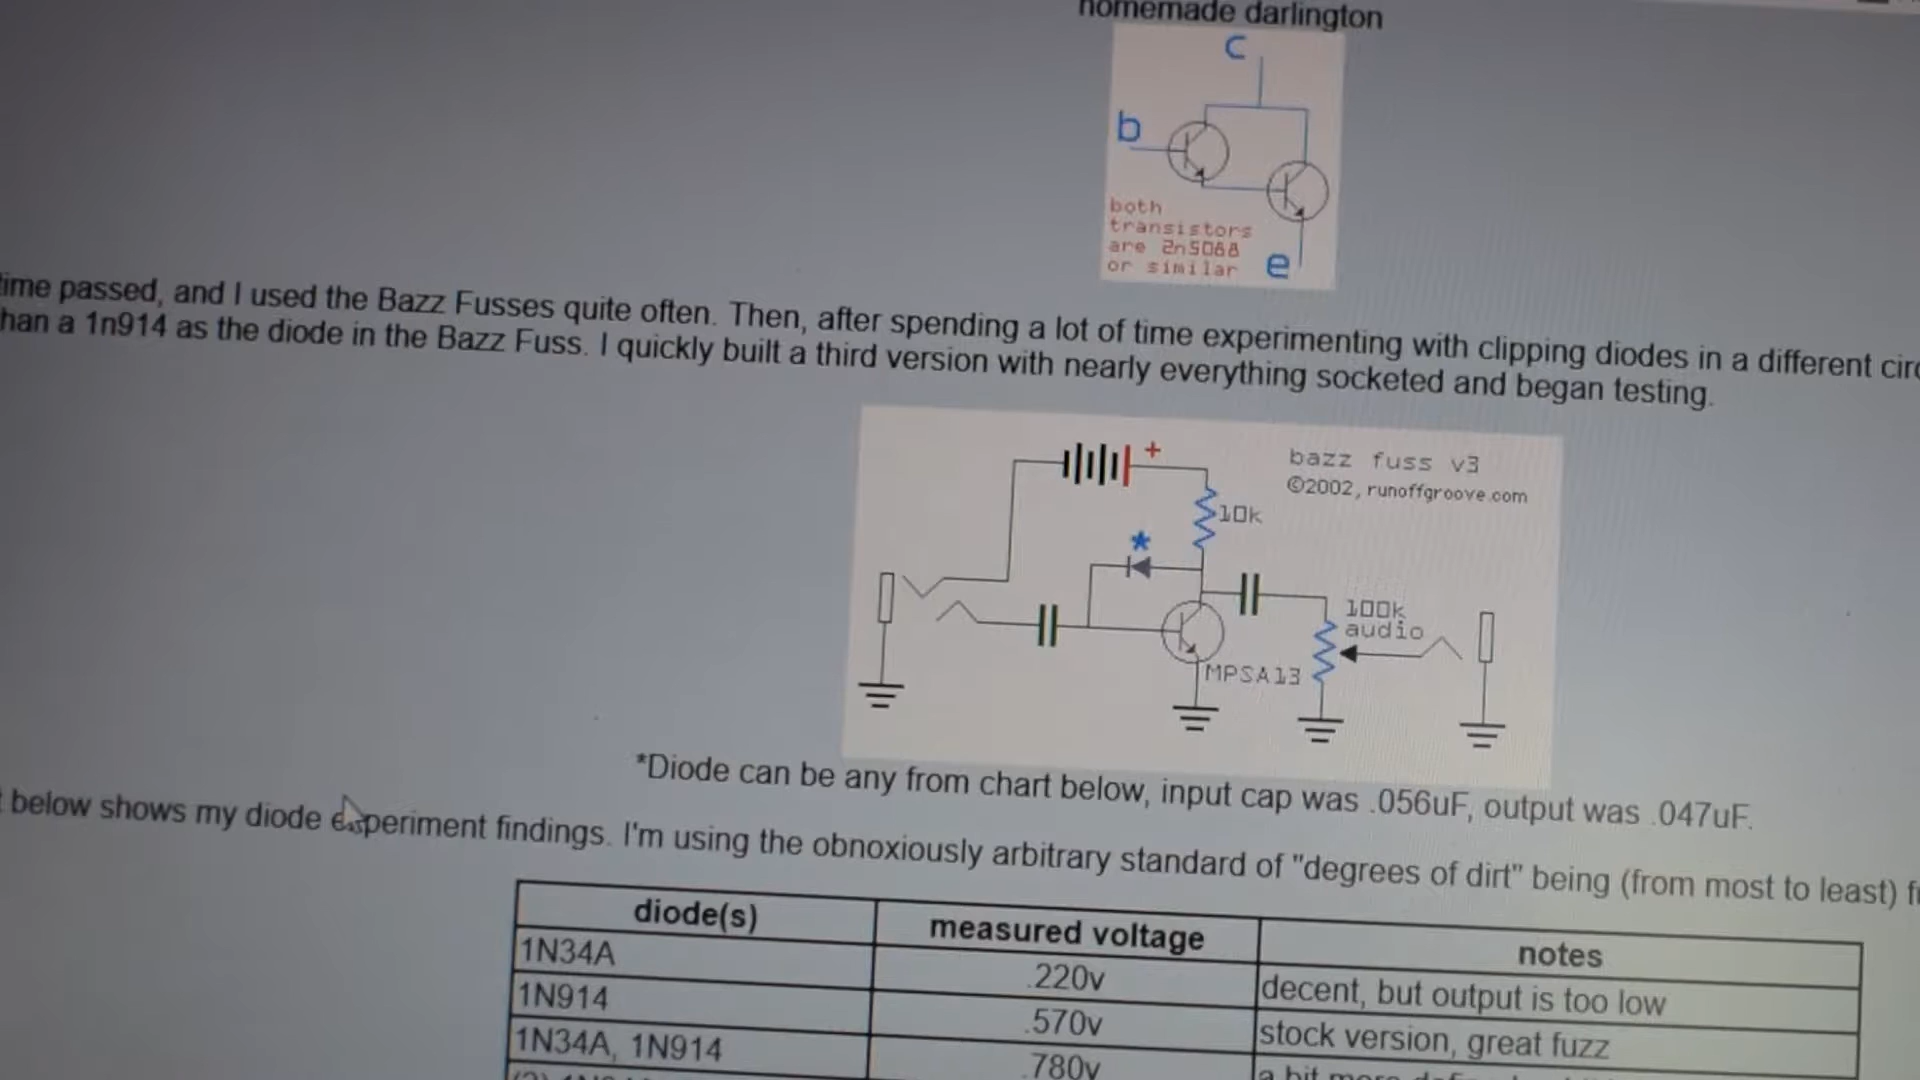 homemade darlington
c
b
both
transistors
are 2n5088
or similar
e
time passed, and I used the Bazz Fusses quite often. Then, after spending a lot of time experimenting with clipping diodes in a different
than a 1n914 as the diode in the Bazz Fuss. I quickly built a third version with nearly everything socketed and began testing.
+
bazz fuss v3
©2002, runoffgroove.com
10k
*
100k
audio
MPSA13
*Diode can be any from chart below, input cap was .056uF, output was .047uF.
below shows my diode experiment findings. I'm using the obnoxiously arbitrary standard of "degrees of dirt" being (from most to least)
diode(s) measured voltage notes
1N34A .220v decent, but output is too low
1N914 .570v stock version, great fuzz
1N34A, 1N914 .780v a bit more